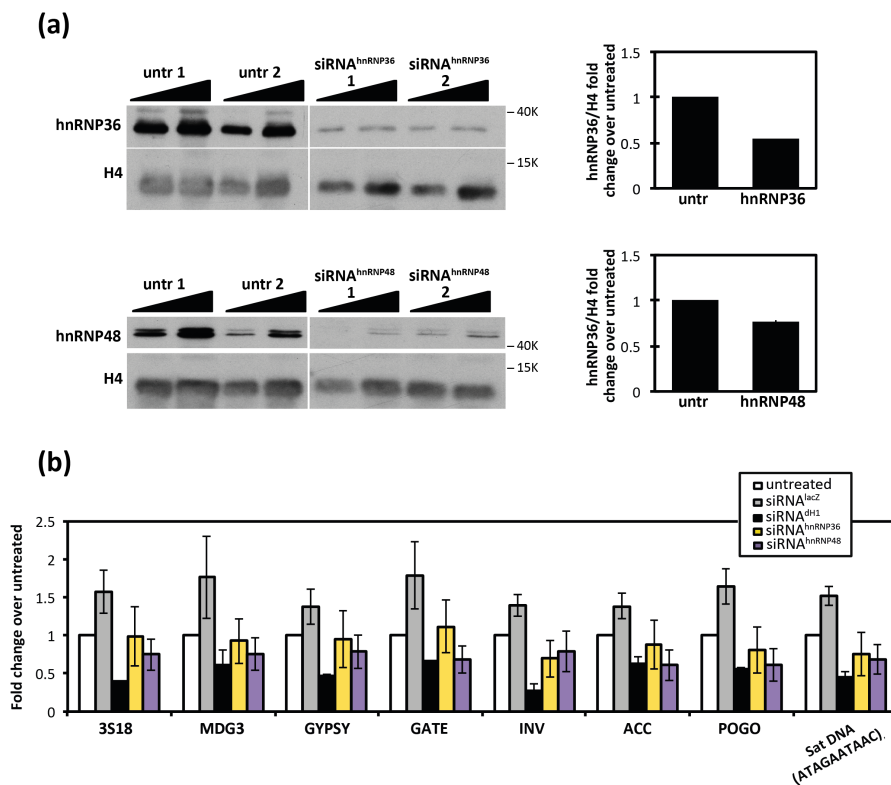 (a)
untr 1
untr 2
siRNAhnRNP36
1
siRNAhnRNP36
2
hnRNP36
40K
H4
15K
hnRNP36/H4 fold
change over untreated
1.5
1
0.5
0
untr
hnRNP36
untr 1
untr 2
siRNAhnRNP48
1
siRNAhnRNP48
2
hnRNP48
40K
H4
15K
hnRNP36/H4 fold
change over untreated
1.5
1
0.5
0
untr
hnRNP48
(b)
untreated
siRNAlacZ
siRNAdH1
siRNAhnRNP36
siRNAhnRNP48
Fold change over untreated
2.5
2
1.5
1
0.5
0
3S18
MDG3
GYPSY
GATE
INV
ACC
POGO
Sat DNA
(ATAGAATAAC)